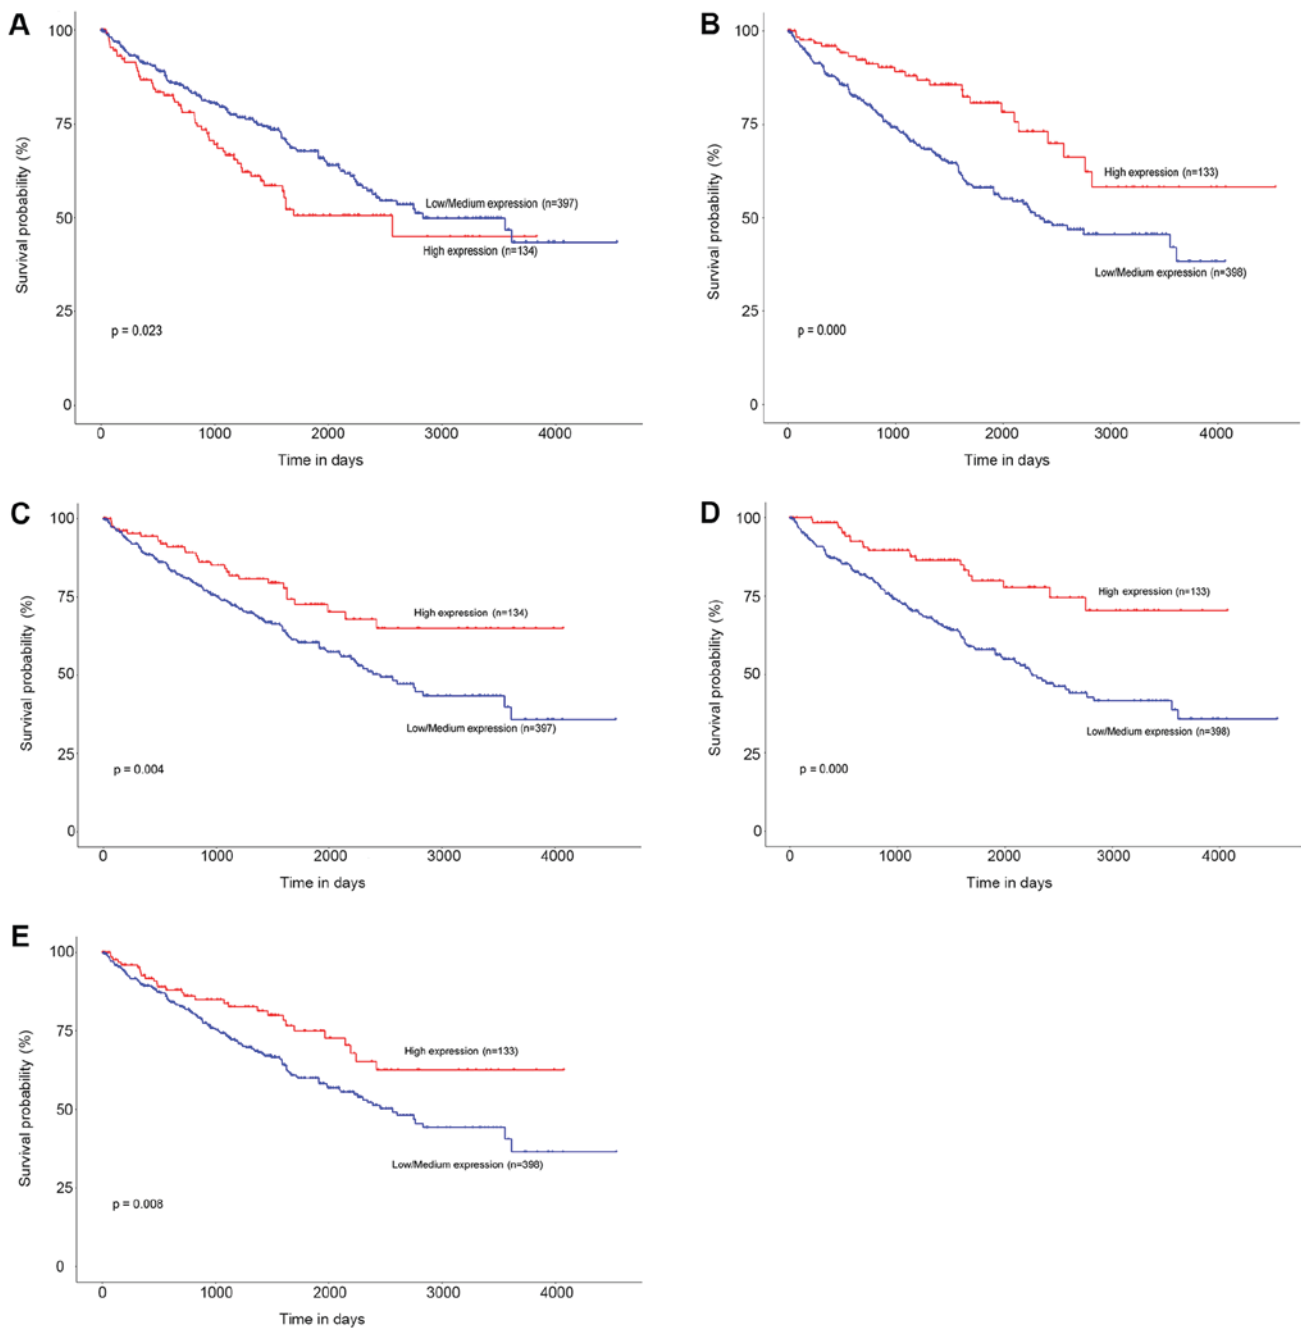 A
Survival probability (%)
100
75
50
25
0
Low/Medium expression (n=397)
High expression (n=134)
p = 0.023
0 1000 2000 3000 4000
Time in days
B
Survival probability (%)
100
75
50
25
0
High expression (n=133)
Low/Medium expression (n=398)
p = 0.000
0 1000 2000 3000 4000
Time in days
C
Survival probability (%)
100
75
50
25
0
High expression (n=134)
Low/Medium expression (n=397)
p = 0.004
0 1000 2000 3000 4000
Time in days
D
Survival probability (%)
100
75
50
25
0
High expression (n=133)
Low/Medium expression (n=398)
p = 0.000
0 1000 2000 3000 4000
Time in days
E
Survival probability (%)
100
75
50
25
0
High expression (n=133)
Low/Medium expression (n=398)
p = 0.008
0 1000 2000 3000 4000
Time in days